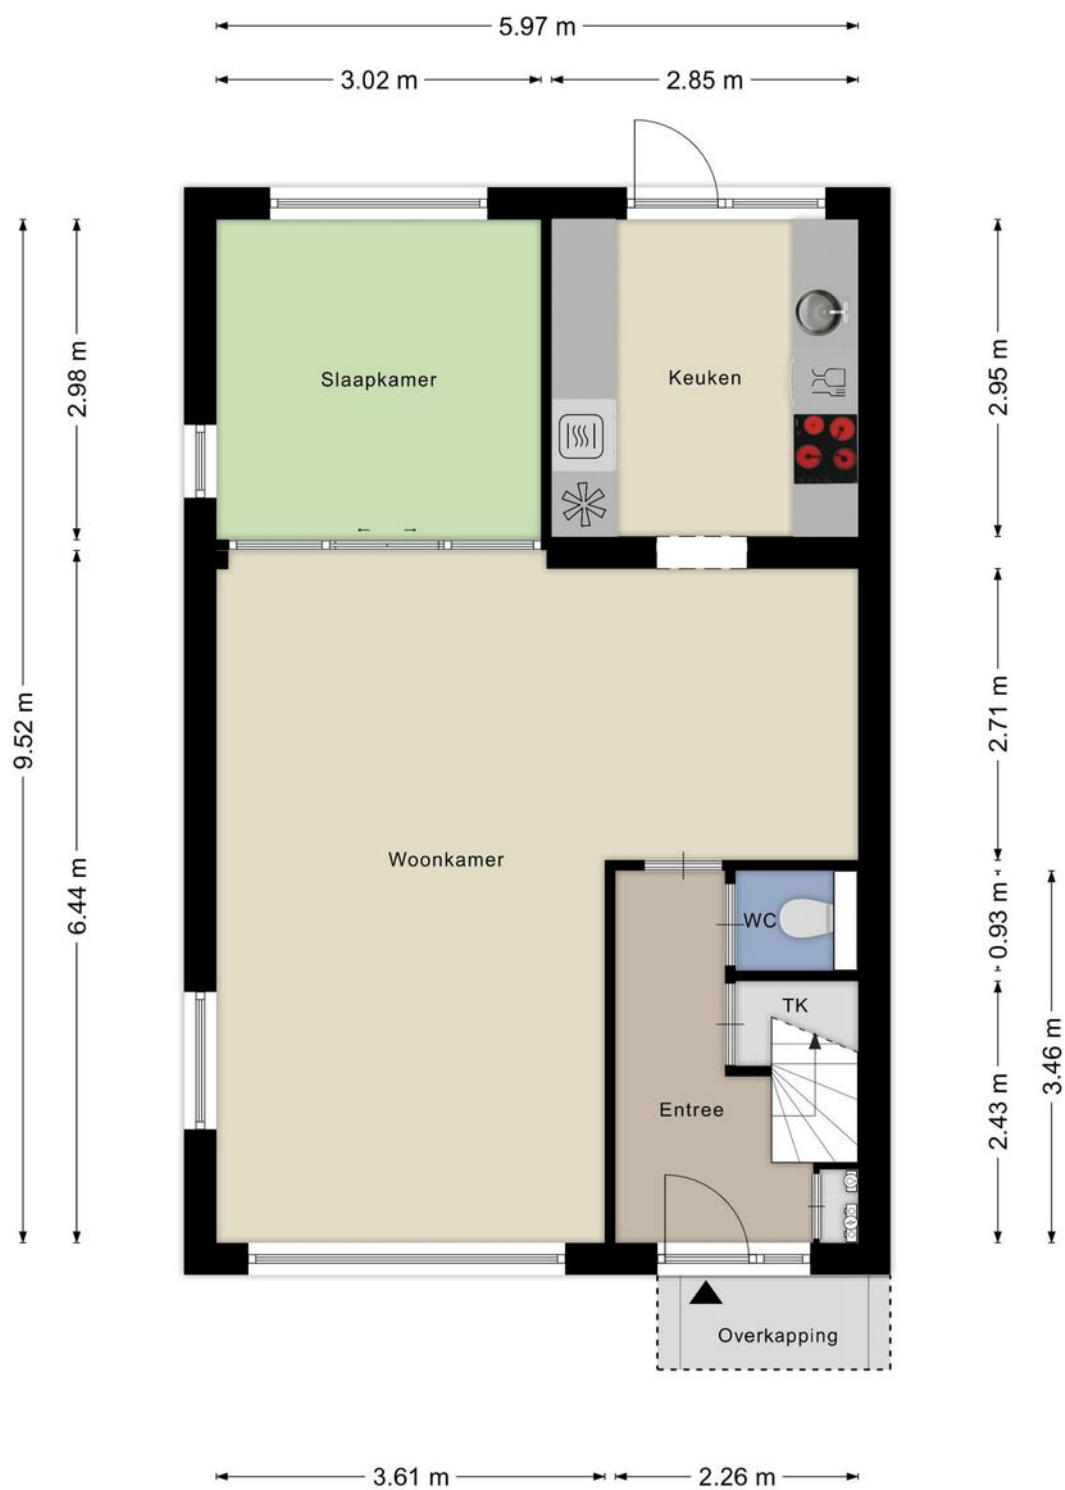 5.97 m
3.02 m
2.85 m
Slaapkamer
Keuken
2.98 m
2.95 m
9.52 m
2.71 m
6.44 m
Woonkamer
WC
0.93 m
TK
3.46 m
2.43 m
Entree
Overkapping
3.61 m
2.26 m